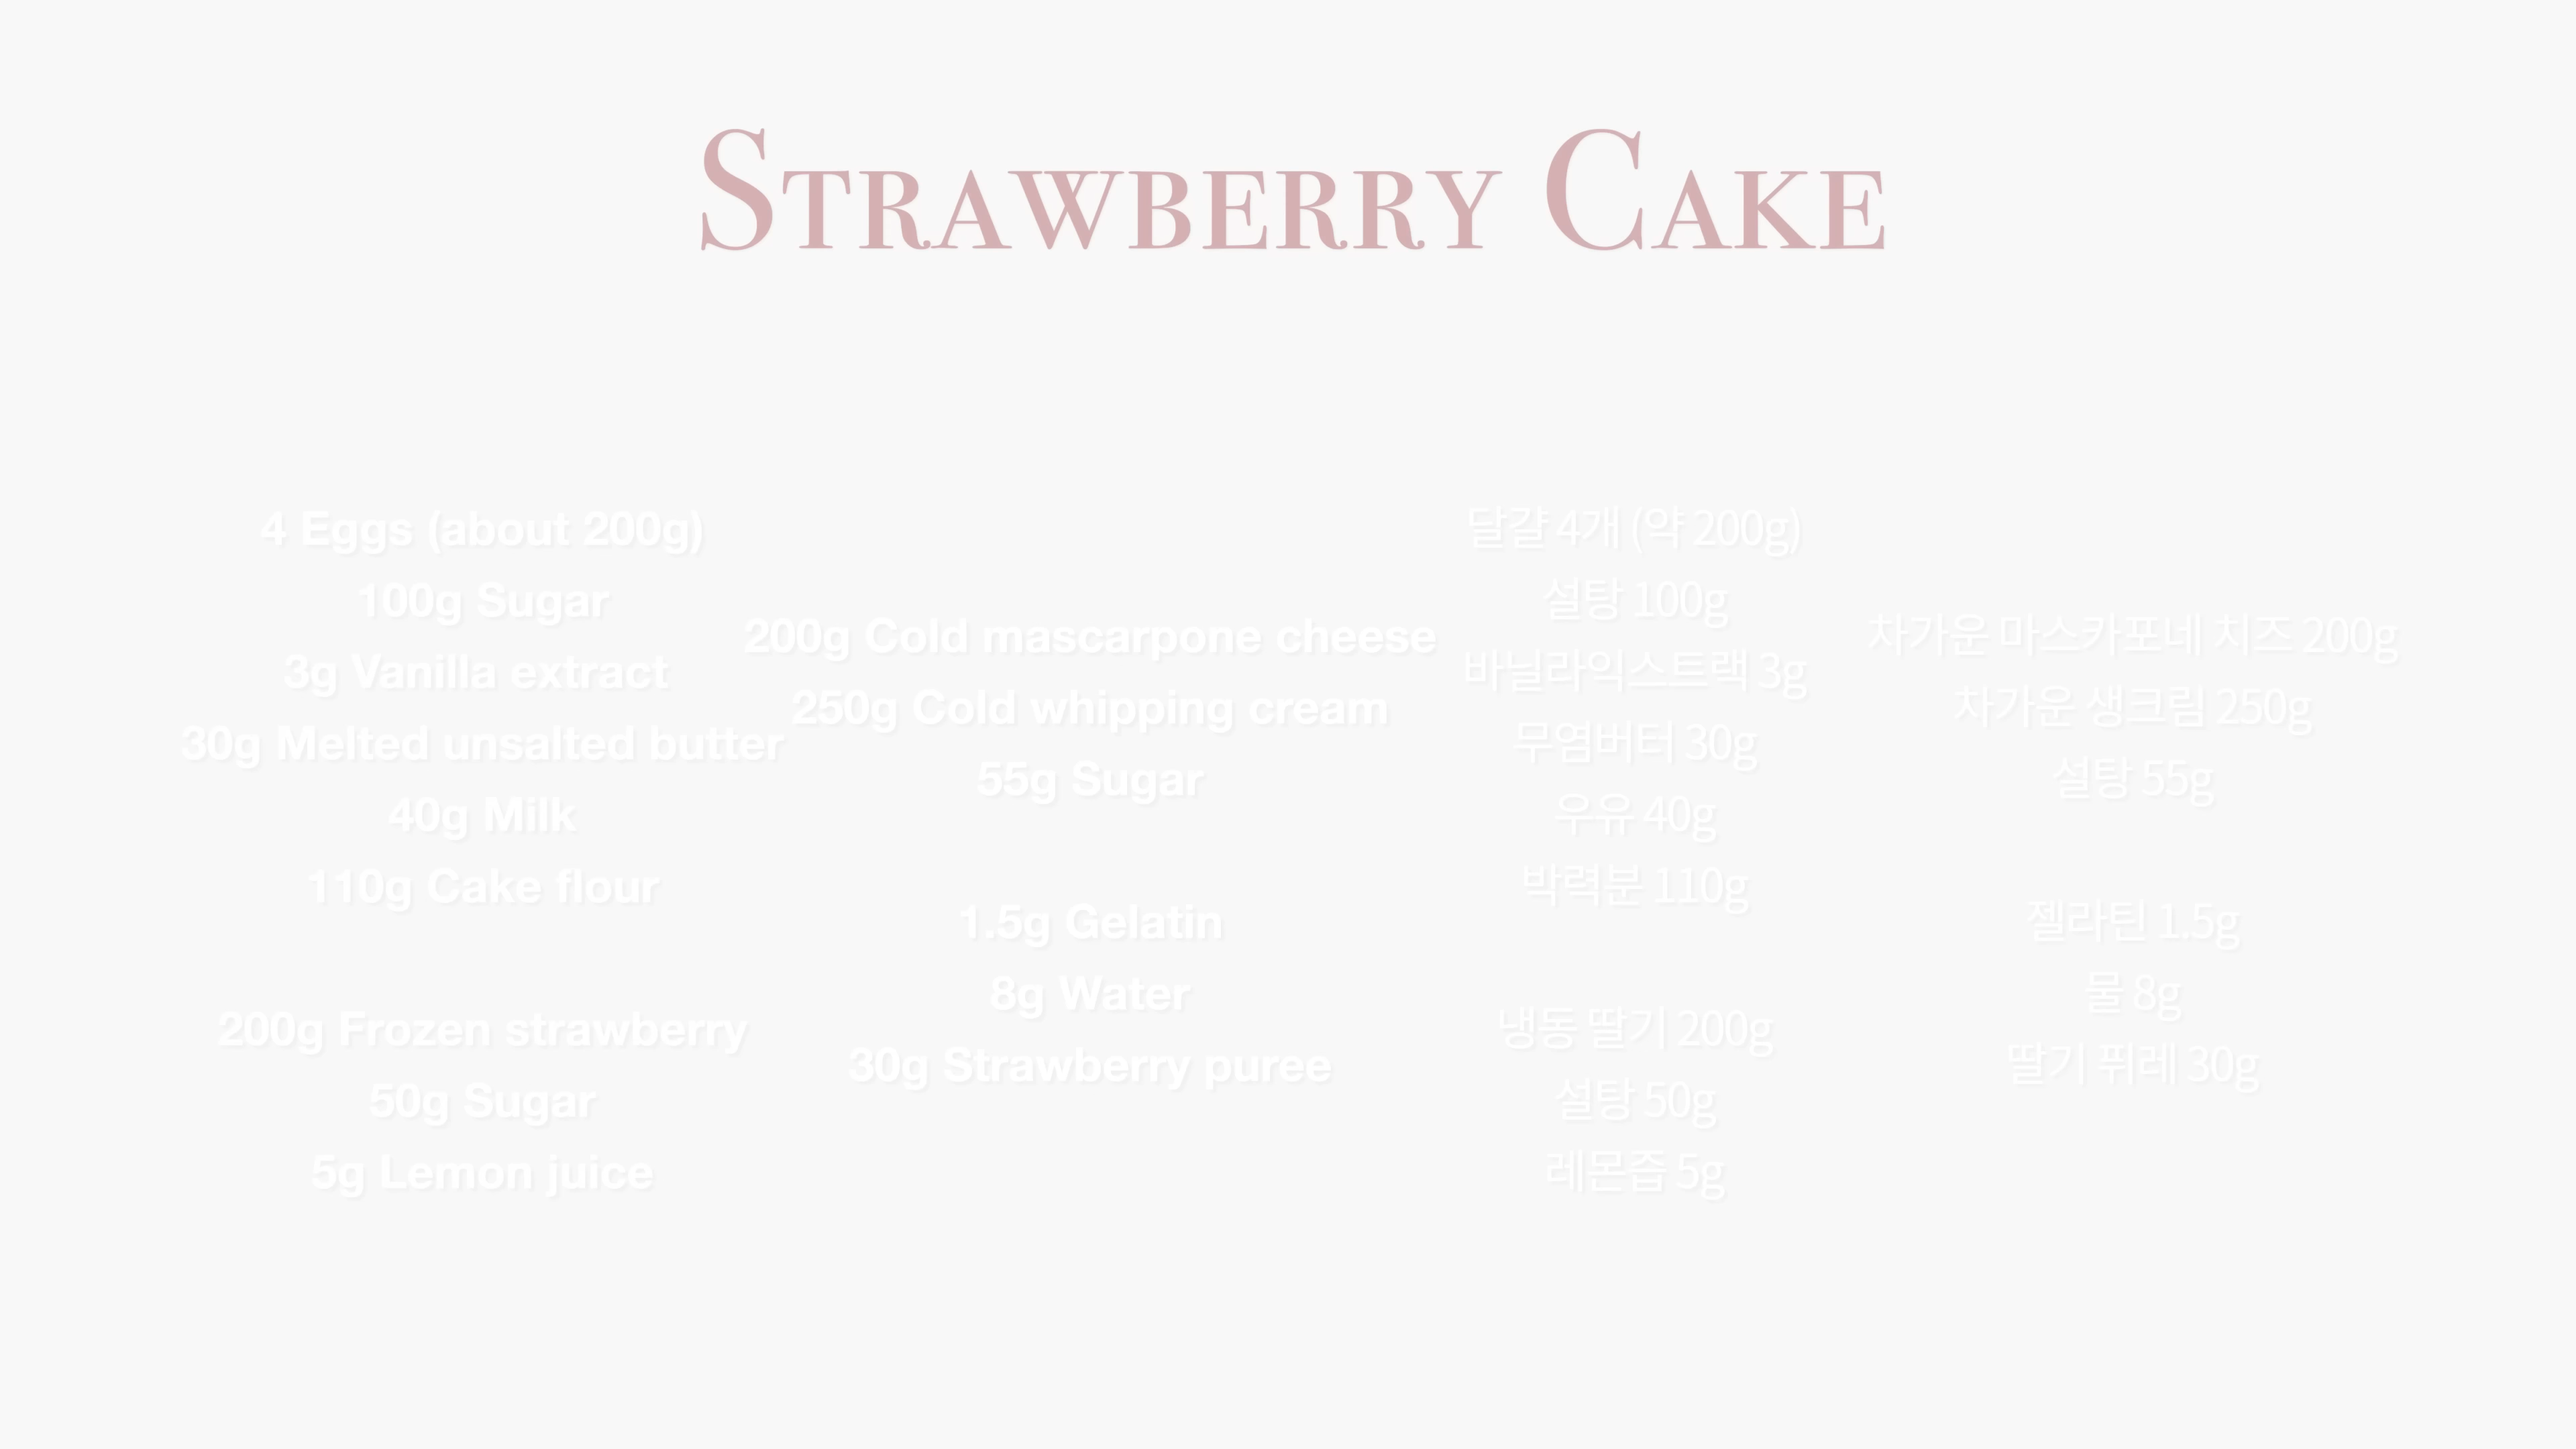 Strawberry Cake
4 Eggs (about 200g)
100g Sugar
3g Vanilla extract
30g Melted unsalted butter
40g Milk
110g Cake flour
200g Frozen strawberry
50g Sugar
5g Lemon juice
200g Cold mascarpone cheese
250g Cold whipping cream
55g Sugar
1.5g Gelatin
8g Water
30g Strawberry puree
달걀 4개 (약 200g)
설탕 100g
바닐라익스트랙 3g
무염버터 30g
우유 40g
박력분 110g
냉동 딸기 200g
설탕 50g
레몬즙 5g
차가운 마스카포네 치즈 200g
차가운 생크림 250g
설탕 55g
젤라틴 1.5g
물 8g
딸기 퓌레 30g